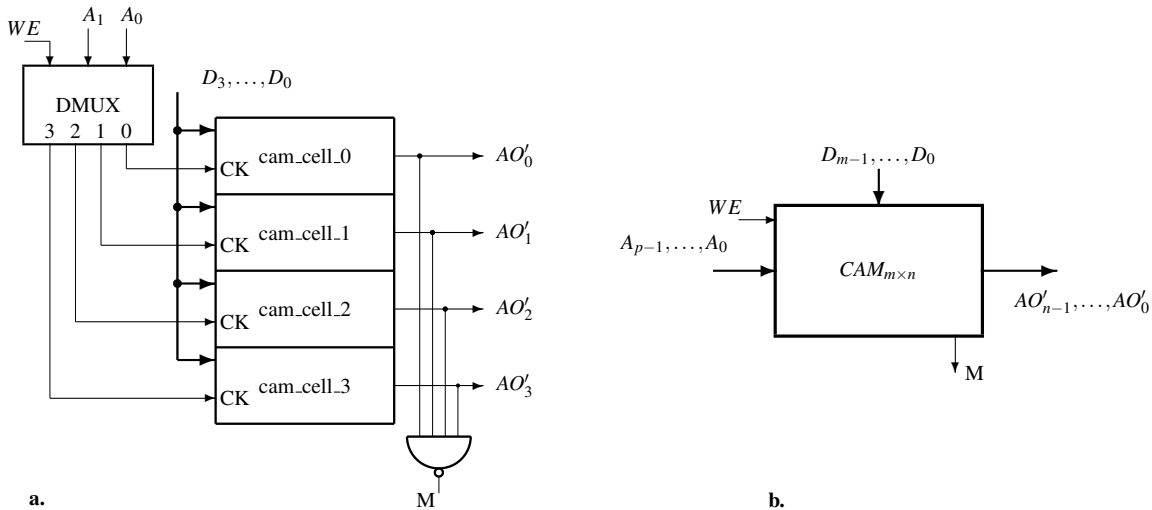 WE
A₁
A₀
DMUX
3 2 1 0
D₃,...,D₀
CK
cam_cell_0
AO′₀
CK
cam_cell_1
AO′₁
CK
cam_cell_2
AO′₂
CK
cam_cell_3
AO′₃
M
a.
Dₘ₋₁,...,D₀
WE
Aₚ₋₁,...,A₀
CAMₘₓₙ
AO′ₙ₋₁,...,AO′₀
M
b.